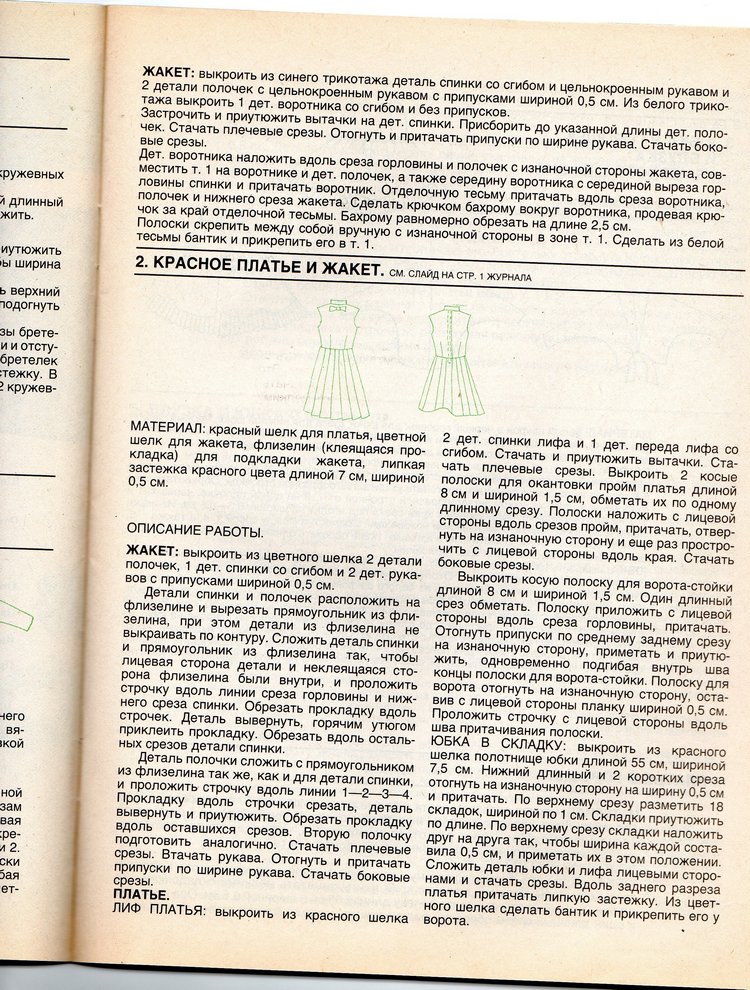 кружевных
й длинный
жить.
иутюжить
бы ширина
ь верхний
подогнуть
зы брете-
и и отсту-
бретелек
стежку. В
2 кружев-
него
вя-
вкой
ной
зам
вая
кре-
и 2.
ски
бая
ет-
ЖАКЕТ: выкроить из синего трикотажа деталь спинки со сгибом и цельнокроенным рукавом и
2 детали полочек с цельнокроенным рукавом с припусками шириной 0,5 см. Из белого трико-
тажа выкроить 1 дет. воротника со сгибом и без припусков.
Застрочить и приутюжить вытачки на дет. спинки. Присборить до указанной длины дет. поло-
чек. Стачать плечевые срезы. Отогнуть и притачать припуски по ширине рукава. Стачать боко-
вые срезы.
Дет. воротника наложить вдоль среза горловины и полочек с изнаночной стороны жакета, сов-
местить т. 1 на воротнике и дет. полочек, а также середину воротника с серединой выреза гор-
ловины спинки и притачать воротник. Отделочную тесьму притачать вдоль среза воротника,
полочек и нижнего среза жакета. Сделать крючком бахрому вокруг воротника, продевая крю-
чок за край отделочной тесьмы. Бахрому равномерно обрезать на длине 2,5 см.
Полоски скрепить между собой вручную с изнаночной стороны в зоне т. 1. Сделать из белой
тесьмы бантик и прикрепить его в т. 1.
2. КРАСНОЕ ПЛАТЬЕ И ЖАКЕТ. СМ. СЛАЙД НА СТР. 1 ЖУРНАЛА
МАТЕРИАЛ: красный шелк для платья, цветной
шелк для жакета, флизелин (клеящаяся про-
кладка) для подкладки жакета, липкая
застежка красного цвета длиной 7 см, шириной
0,5 см.
ОПИСАНИЕ РАБОТЫ.
ЖАКЕТ: выкроить из цветного шелка 2 детали
полочек, 1 дет. спинки со сгибом и 2 дет. рука-
вов с припусками шириной 0,5 см.
Детали спинки и полочек расположить на
флизелине и вырезать прямоугольник из фли-
зелина, при этом детали из флизелина не
выкраивать по контуру. Сложить деталь спинки
и прямоугольник из флизелина так, чтобы
лицевая сторона детали и неклеящаяся сто-
рона флизелина были внутри, и проложить
строчку вдоль линии среза горловины и ниж-
него среза спинки. Обрезать прокладку вдоль
строчек. Деталь вывернуть, горячим утюгом
приклеить прокладку. Обрезать вдоль осталь-
ных срезов детали спинки.
Деталь полочки сложить с прямоугольником
из флизелина так же, как и для детали спинки,
и проложить строчку вдоль линии 1—2—3—4.
Прокладку вдоль строчки срезать, деталь
вывернуть и приутюжить. Обрезать прокладку
вдоль оставшихся срезов. Вторую полочку
подготовить аналогично. Стачать плечевые
срезы. Втачать рукава. Отогнуть и притачать
припуски по ширине рукава. Стачать боковые
срезы.
ПЛАТЬЕ.
ЛИФ ПЛАТЬЯ: выкроить из красного шелка
2 дет. спинки лифа и 1 дет. переда лифа со
сгибом. Стачать и приутюжить вытачки. Ста-
чать плечевые срезы. Выкроить 2 косые
полоски для окантовки пройм платья длиной
8 см и шириной 1,5 см, обметать их по одному
длинному срезу. Полоски наложить с лицевой
стороны вдоль срезов пройм, притачать, отвер-
нуть на изнаночную сторону и еще раз простро-
чить с лицевой стороны вдоль края. Стачать
боковые срезы.
Выкроить косую полоску для ворота-стойки
длиной 8 см и шириной 1,5 см. Один длинный
срез обметать. Полоску приложить с лицевой
стороны вдоль среза горловины, притачать.
Отогнуть припуски по среднему заднему срезу
на изнаночную сторону, приметать и приутю-
жить, одновременно подгибая внутрь шва
концы полоски для ворота-стойки. Полоску для
ворота отогнуть на изнаночную сторону, оста-
вив с лицевой стороны планку шириной 0,5 см.
Проложить строчку с лицевой стороны вдоль
шва притачивания полоски.
ЮБКА В СКЛАДКУ: выкроить из красного
шелка полотнище юбки длиной 55 см, шириной
7,5 см. Нижний длинный и 2 коротких среза
отогнуть на изнаночную сторону на ширину 0,5 см
и притачать. По верхнему срезу разметить 18
складок, шириной по 1 см. Складки приутюжить
по длине. По верхнему срезу складки наложить
друг на друга так, чтобы ширина каждой соста-
вила 0,5 см, и приметать их в этом положении.
Сложить детали юбки и лифа лицевыми сторо-
нами и стачать срезы. Вдоль заднего разреза
платья притачать липкую застежку. Из цвет-
ного шелка сделать бантик и прикрепить его у
ворота.